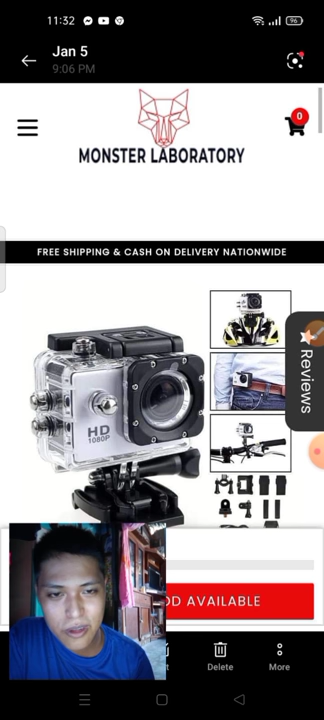 11:32
96
Jan 5
9:06 PM
0
MONSTER LABORATORY
FREE SHIPPING & CASH ON DELIVERY NATIONWIDE
Reviews
HD
1080P
AVAILABLE
Delete
More